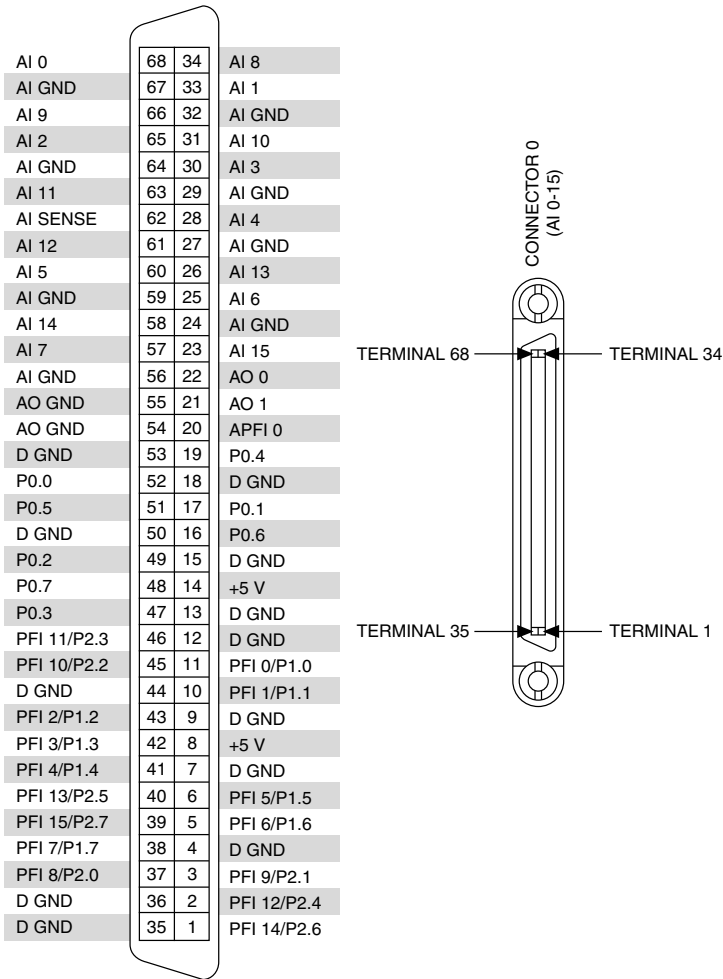 AI 0 68 34 AI 8
AI GND 67 33 AI 1
AI 9 66 32 AI GND
AI 2 65 31 AI 10
AI GND 64 30 AI 3
AI 11 63 29 AI GND
AI SENSE 62 28 AI 4
AI 12 61 27 AI GND
AI 5 60 26 AI 13
AI GND 59 25 AI 6
AI 14 58 24 AI GND
AI 7 57 23 AI 15
AI GND 56 22 AO 0
AO GND 55 21 AO 1
AO GND 54 20 APFI 0
D GND 53 19 P0.4
P0.0 52 18 D GND
P0.5 51 17 P0.1
D GND 50 16 P0.6
P0.2 49 15 D GND
P0.7 48 14 +5 V
P0.3 47 13 D GND
PFI 11/P2.3 46 12 D GND
PFI 10/P2.2 45 11 PFI 0/P1.0
D GND 44 10 PFI 1/P1.1
PFI 2/P1.2 43 9 D GND
PFI 3/P1.3 42 8 +5 V
PFI 4/P1.4 41 7 D GND
PFI 13/P2.5 40 6 PFI 5/P1.5
PFI 15/P2.7 39 5 PFI 6/P1.6
PFI 7/P1.7 38 4 D GND
PFI 8/P2.0 37 3 PFI 9/P2.1
D GND 36 2 PFI 12/P2.4
D GND 35 1 PFI 14/P2.6
CONNECTOR 0
(AI 0-15)
TERMINAL 68
TERMINAL 34
TERMINAL 35
TERMINAL 1